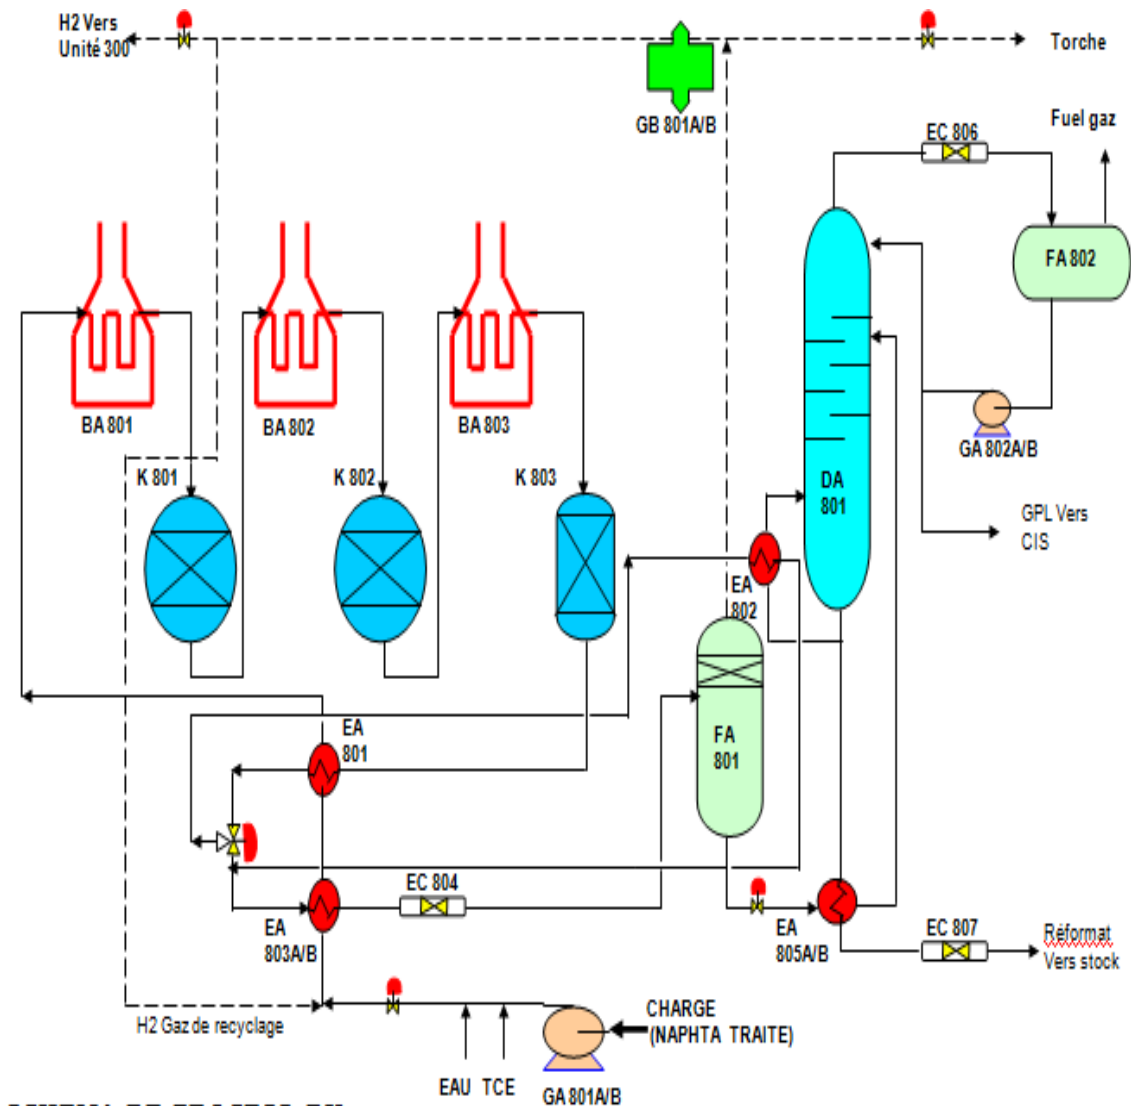 H2 Vers
Unité 300
Torche
GB 801A/B
EC 806
Fuel gaz
FA 802
BA 801
BA 802
BA 803
GA 802A/B
K 801
K 802
K 803
DA
801
GPL Vers
CIS
EA
802
EA
801
FA
801
EC 804
EA
803A/B
EA
805A/B
EC 807
Réformat
Vers stock
H2 Gaz de recyclage
CHARGE
(NAPHTA TRAITE)
EAU TCE
GA 801A/B